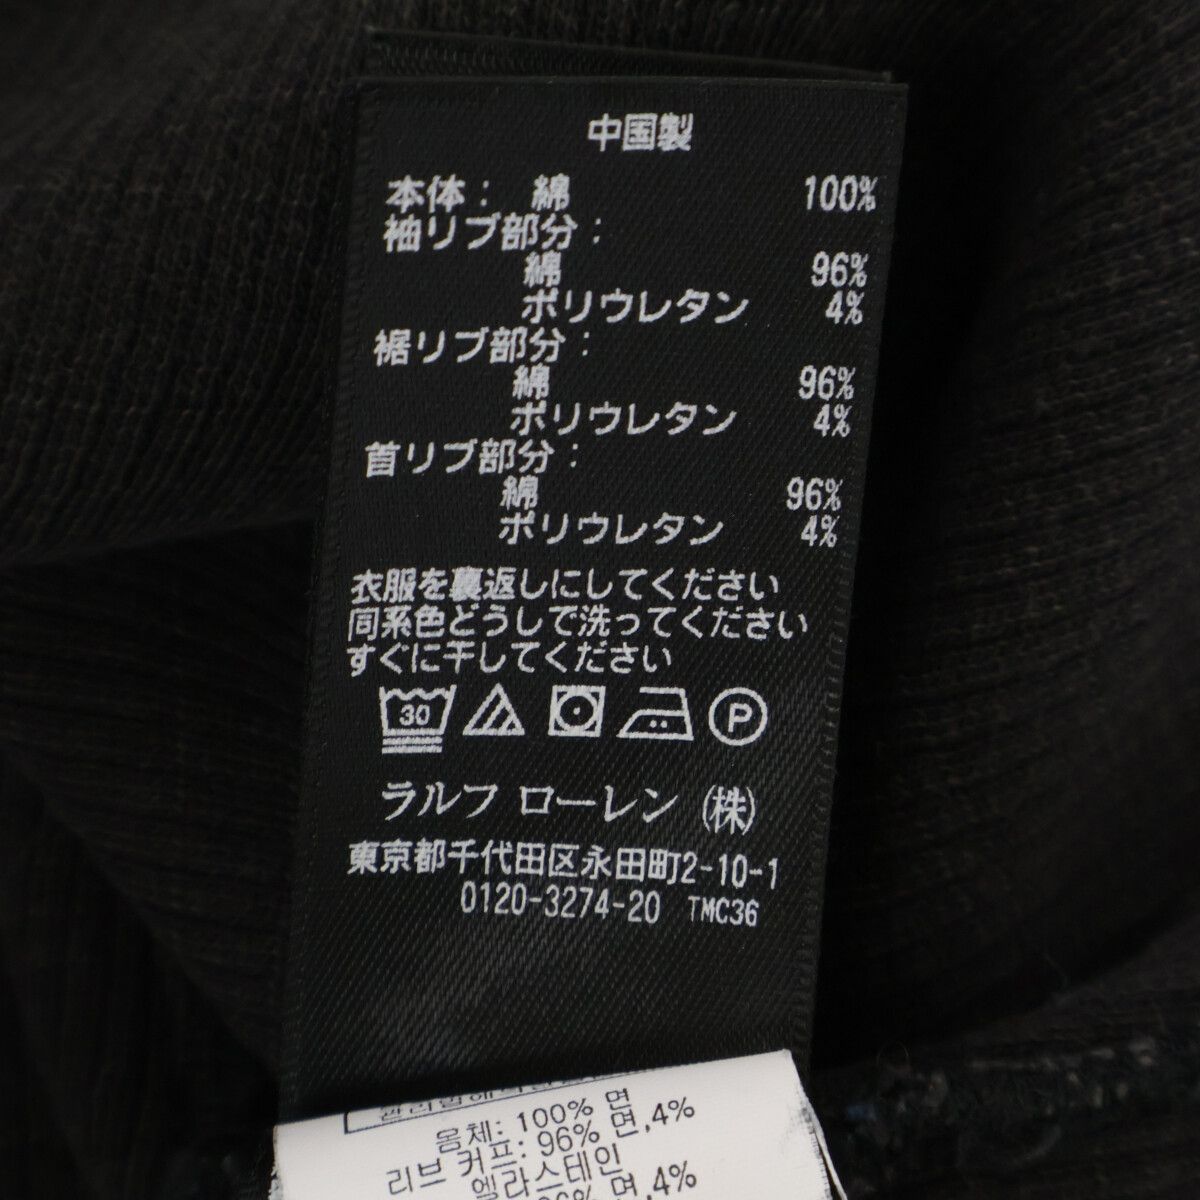 中国製
本体: 綿 100%
袖リブ部分:
綿 96%
ポリウレタン 4%
裾リブ部分:
綿 96%
ポリウレタン 4%
首リブ部分:
綿 96%
ポリウレタン 4%
衣服を裏返しにしてください
同系色どうしで洗ってください
すぐに干してください
30 P
ラルフ ローレン (株)
東京都千代田区永田町2-10-1
0120-3274-20 TMC36
몸체: 100% 면
리브 커프: 96% 면,4%
엘라스테인
96% 면,4%